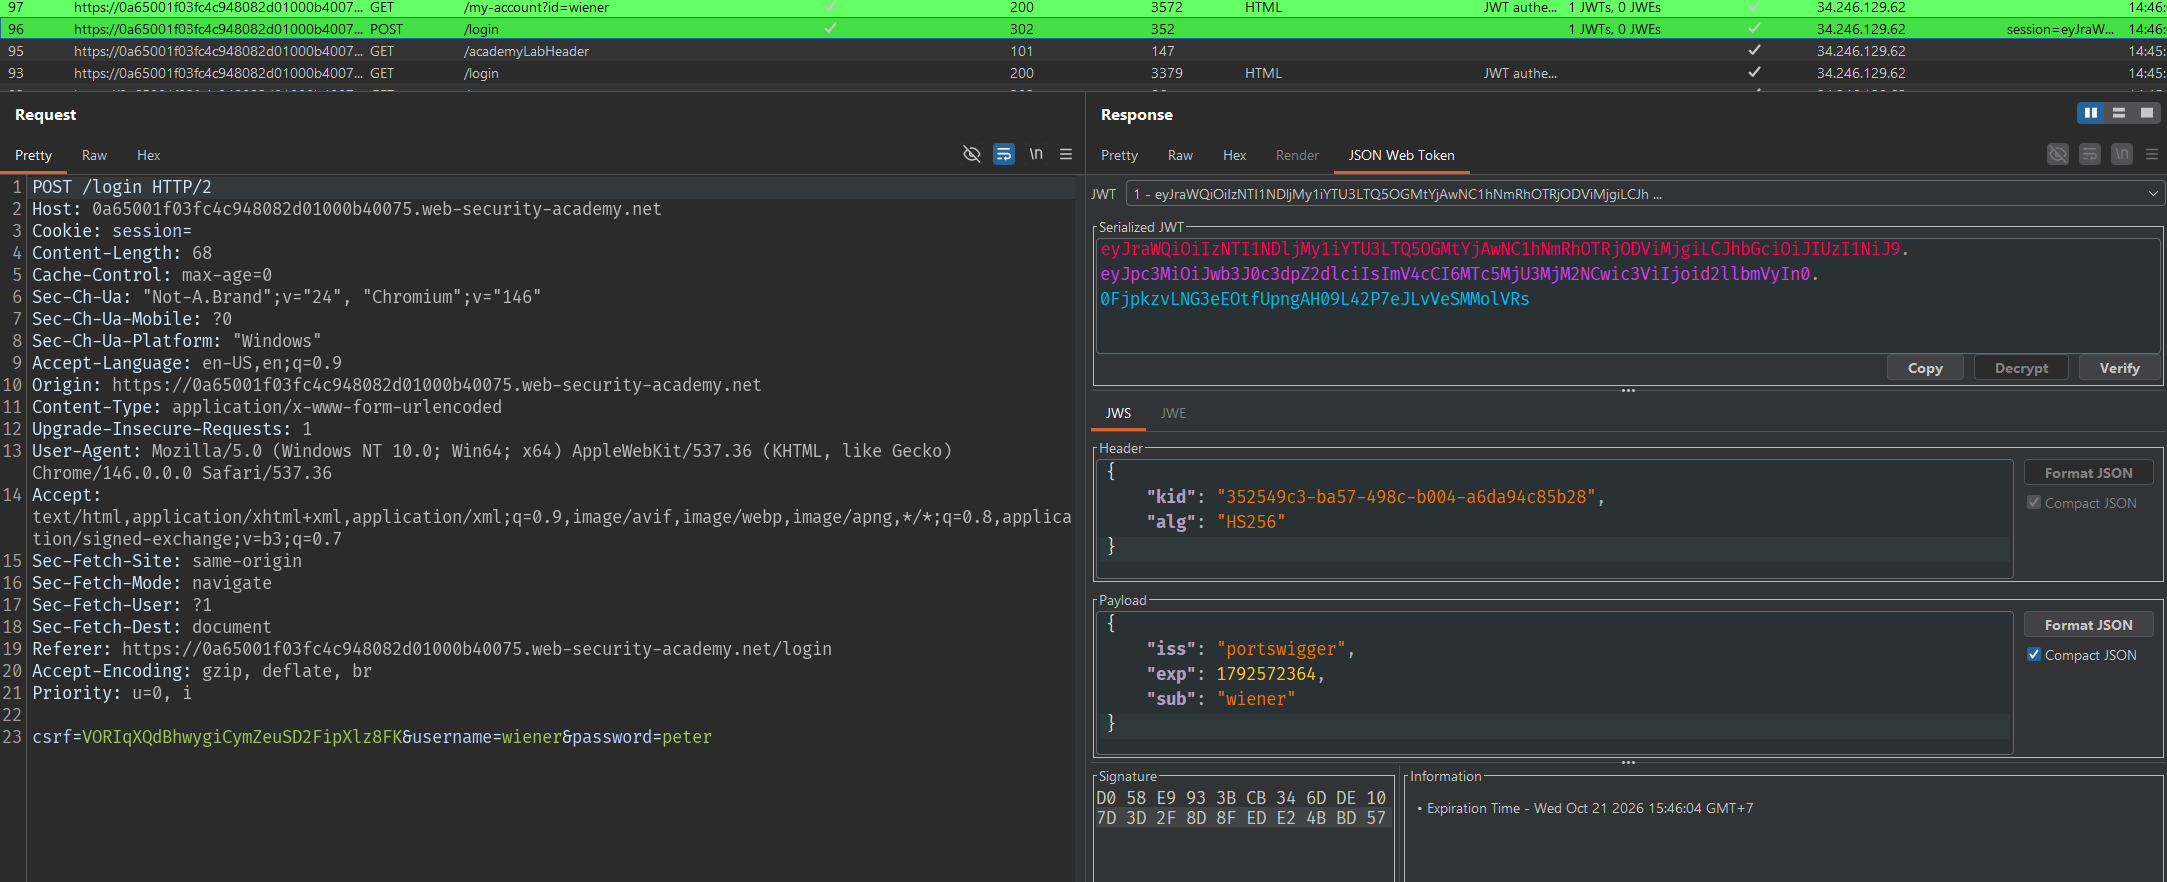 97 https://0a65001f03fc4c948082d01000b4007... GET /my-account?id=wiener 200 3572 HTML JWT authe... 1 JWTs, 0 JWEs 34.246.129.62 14:46:
96 https://0a65001f03fc4c948082d01000b4007... POST /login 302 352 1 JWTs, 0 JWEs 34.246.129.62 session=eyJraW... 14:46:
95 https://0a65001f03fc4c948082d01000b4007... GET /academyLabHeader 101 147 34.246.129.62 14:45:
93 https://0a65001f03fc4c948082d01000b4007... GET /login 200 3379 HTML JWT authe... 34.246.129.62 14:45:
Request
Pretty Raw Hex
\n
1 POST /login HTTP/2
2 Host: 0a65001f03fc4c948082d01000b40075.web-security-academy.net
3 Cookie: session=
4 Content-Length: 68
5 Cache-Control: max-age=0
6 Sec-Ch-Ua: "Not-A.Brand";v="24", "Chromium";v="146"
7 Sec-Ch-Ua-Mobile: ?0
8 Sec-Ch-Ua-Platform: "Windows"
9 Accept-Language: en-US,en;q=0.9
10 Origin: https://0a65001f03fc4c948082d01000b40075.web-security-academy.net
11 Content-Type: application/x-www-form-urlencoded
12 Upgrade-Insecure-Requests: 1
13 User-Agent: Mozilla/5.0 (Windows NT 10.0; Win64; x64) AppleWebKit/537.36 (KHTML, like Gecko)
Chrome/146.0.0.0 Safari/537.36
14 Accept:
text/html,application/xhtml+xml,application/xml;q=0.9,image/avif,image/webp,image/apng,*/*;q=0.8,applica
tion/signed-exchange;v=b3;q=0.7
15 Sec-Fetch-Site: same-origin
16 Sec-Fetch-Mode: navigate
17 Sec-Fetch-User: ?1
18 Sec-Fetch-Dest: document
19 Referer: https://0a65001f03fc4c948082d01000b40075.web-security-academy.net/login
20 Accept-Encoding: gzip, deflate, br
21 Priority: u=0, i
22
23 csrf=VORIqXQdBhwygiCymZeuSD2FipXlz8FK&username=wiener&password=peter
Response
Pretty Raw Hex Render JSON Web Token
\n
JWT 1 - eyJraWQiOiIzNTI1NDljMy1iYTU3LTQ5OGMtYjAwNC1hNmRhOTRjODViMjgiLCJh ...
Serialized JWT
eyJraWQiOiIzNTI1NDljMy1iYTU3LTQ5OGMtYjAwNC1hNmRhOTRjODViMjgiLCJhbGciOiJIUzI1NiJ9.
eyJpc3MiOiJwb3J0c3dpZ2dlciIsImV4cCI6MTc5MjU3MjM2NCwic3ViIjoid2llbmVyIn0.
0FjpkzvLNG3eEOtfUpngAH09L42P7eJLvVeSMMolVRs
Copy Decrypt Verify
JWS JWE
Header
{
"kid": "352549c3-ba57-498c-b004-a6da94c85b28",
"alg": "HS256"
}
Format JSON
Compact JSON
Payload
{
"iss": "portswigger",
"exp": 1792572364,
"sub": "wiener"
}
Format JSON
Compact JSON
Signature
D0 58 E9 93 3B CB 34 6D DE 10
7D 3D 2F 8D 8F ED E2 4B BD 57
Information
• Expiration Time - Wed Oct 21 2026 15:46:04 GMT+7